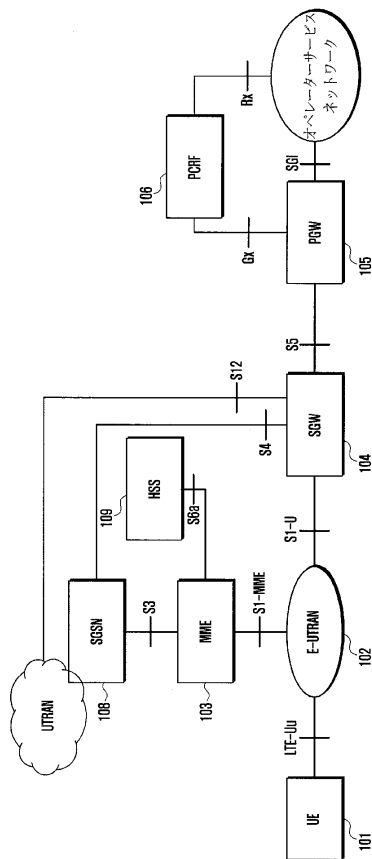 UTRAN
SGSN
108
S3
MME
103
S1-MME
HSS
109
S6a
S12
S4
UE
101
LTE-Uu
E-UTRAN
102
S1-U
SGW
104
S5
PGW
105
Gx
PCRF
106
Rx
SGi
オペレーターサービス
ネットワーク